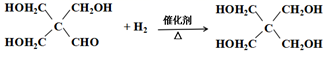 HOH₂C CH₂OH HOH₂C CH₂OH
C + H₂ 催化剂 △ C
HOH₂C CHO HOH₂C CH₂OH